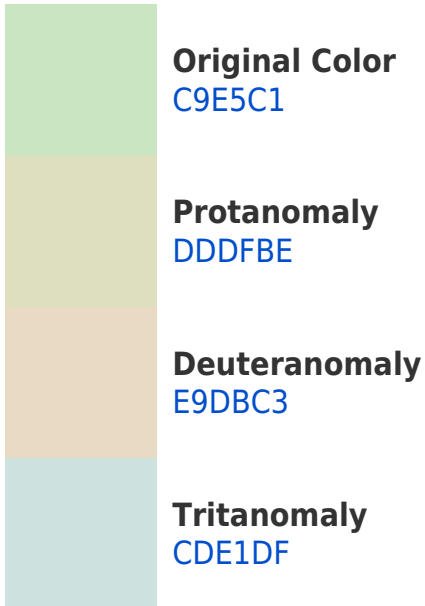 Original Color
C9E5C1
Protanomaly
DDDFBE
Deuteranomaly
E9DBC3
Tritanomaly
CDE1DF